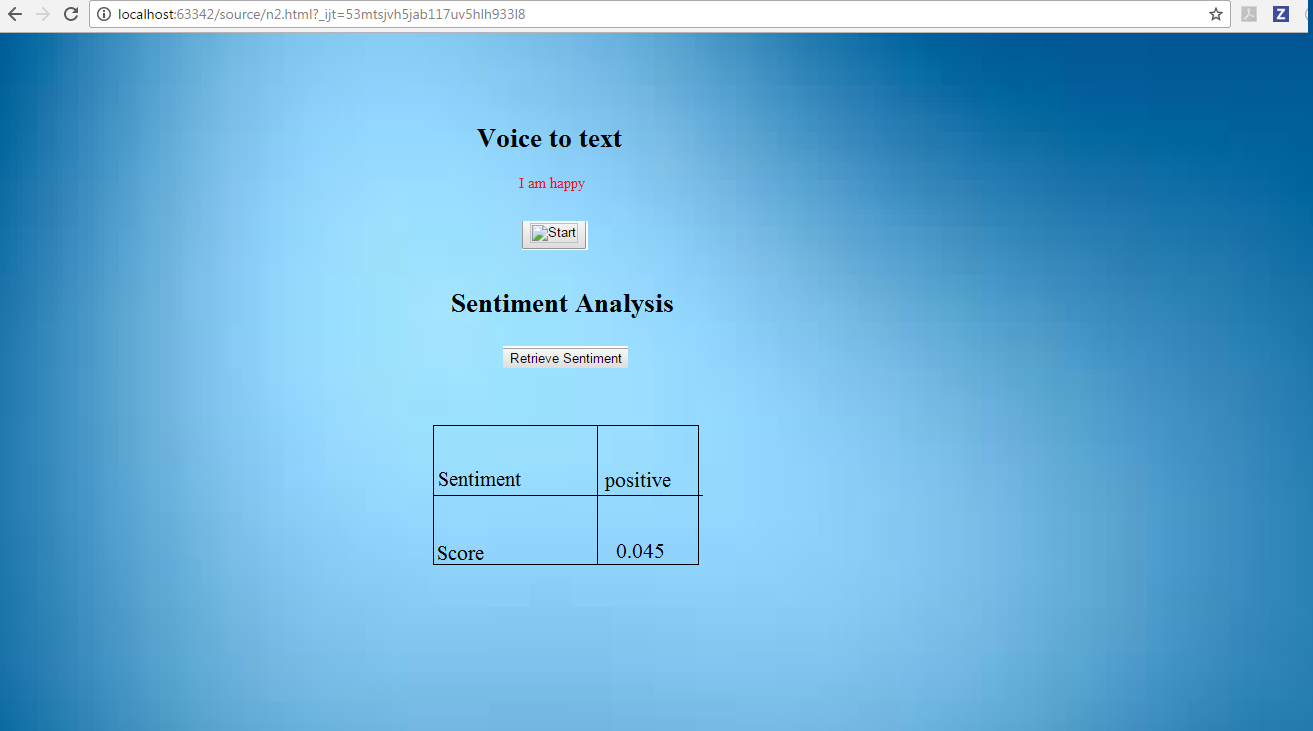 localhost:63342/source/n2.html?_ijt=53mtsjvh5jab117uv5hlh933l8
Z
Voice to text
I am happy
Start
Sentiment Analysis
Retrieve Sentiment
Sentiment positive
Score 0.045